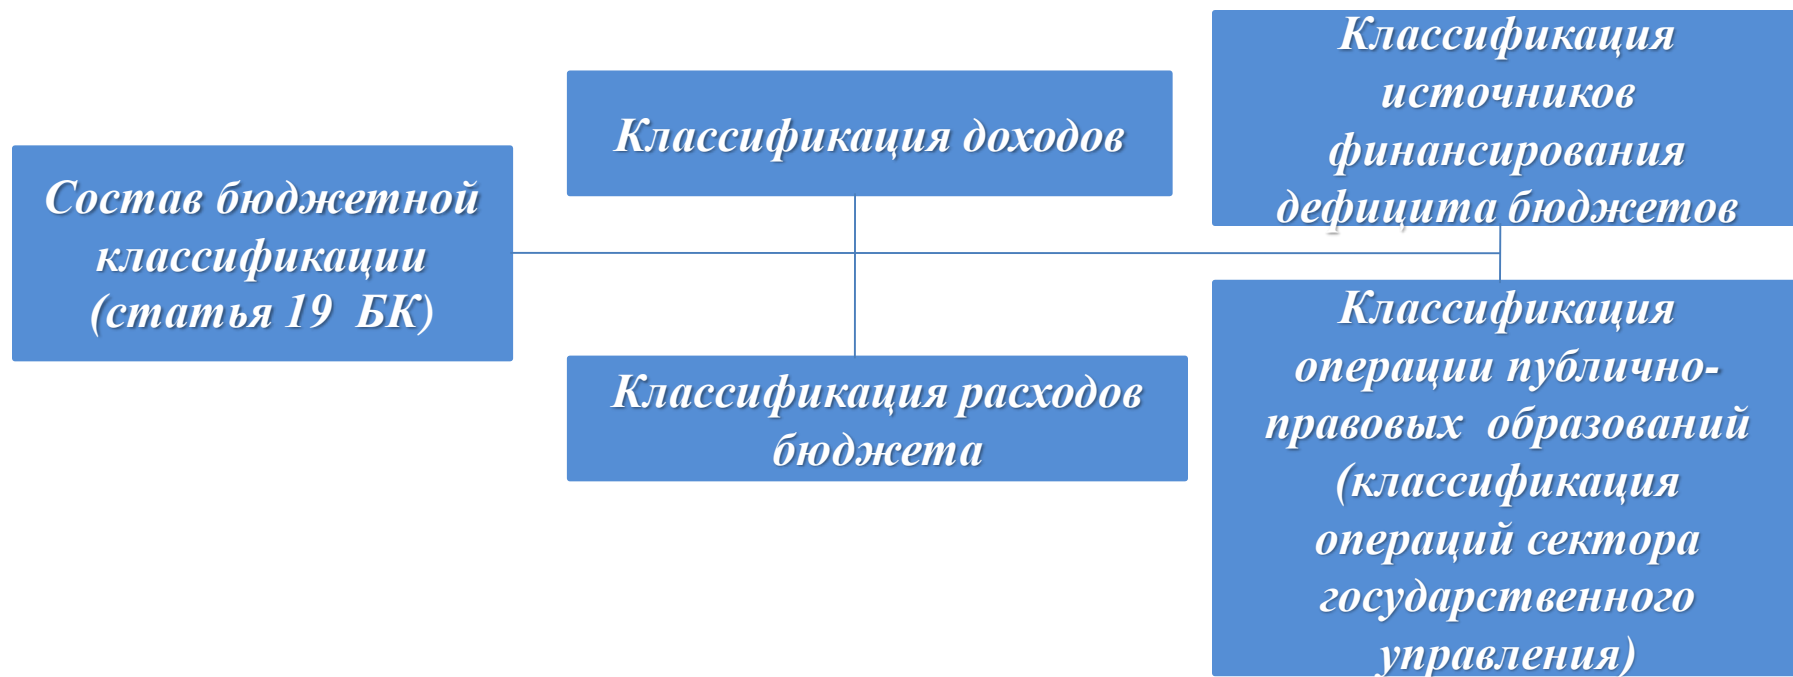 Состав бюджетной
классификации
(статья 19  БК)
Классификация доходов
Классификация расходов
бюджета
Классификация
источников
финансирования
дефицита бюджетов
Классификация
операции публично-
правовых  образований
(классификация
операций сектора
государственного
управления)